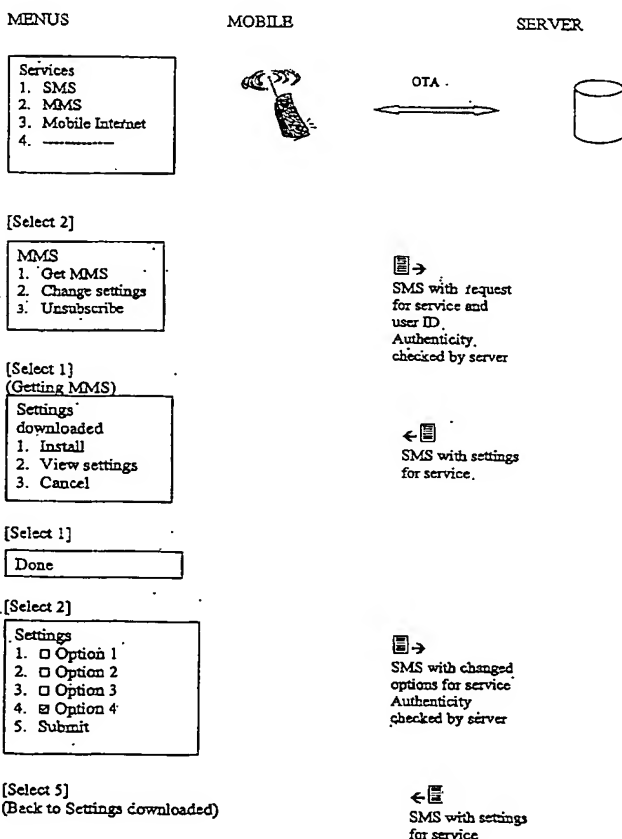 MENUS MOBILE SERVER
Services
1. SMS
2. MMS
3. Mobile Internet
4. ------------
OTA
[Select 2]
MMS
1. Get MMS
2. Change settings
3. Unsubscribe
SMS with request
for service and
user ID.
Authenticity
checked by server
[Select 1]
(Getting MMS)
Settings
downloaded
1. Install
2. View settings
3. Cancel
SMS with settings
for service.
[Select 1]
Done
[Select 2]
Settings
1. ☐ Option 1
2. ☐ Option 2
3. ☐ Option 3
4. ☑ Option 4
5. Submit
SMS with changed
options for service
Authenticity
checked by server
[Select 5]
(Back to Settings downloaded)
SMS with settings
for service